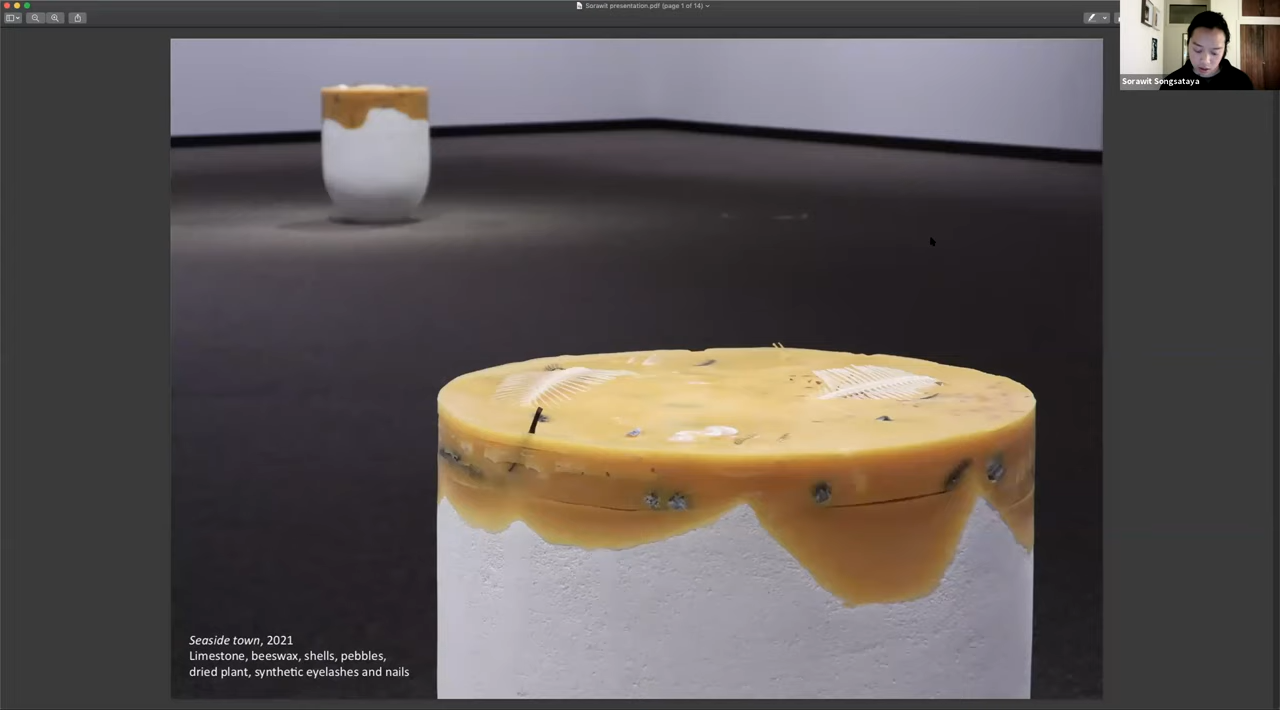 Sorawit presentation.pdf (page 1 of 14)
Sorawit Songsataya
Seaside town, 2021
Limestone, beeswax, shells, pebbles,
dried plant, synthetic eyelashes and nails